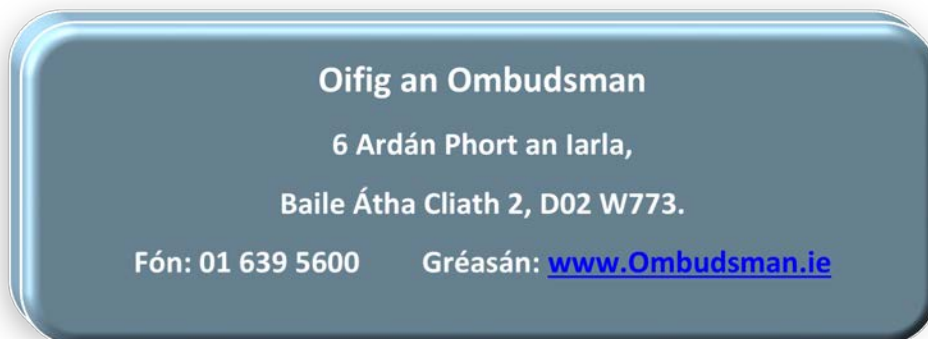 Oifig an Ombudsman
6 Ardán Phort an Iarla,
Baile Átha Cliath 2, D02 W773.
Fón: 01 639 5600 Gréasán: www.Ombudsman.ie